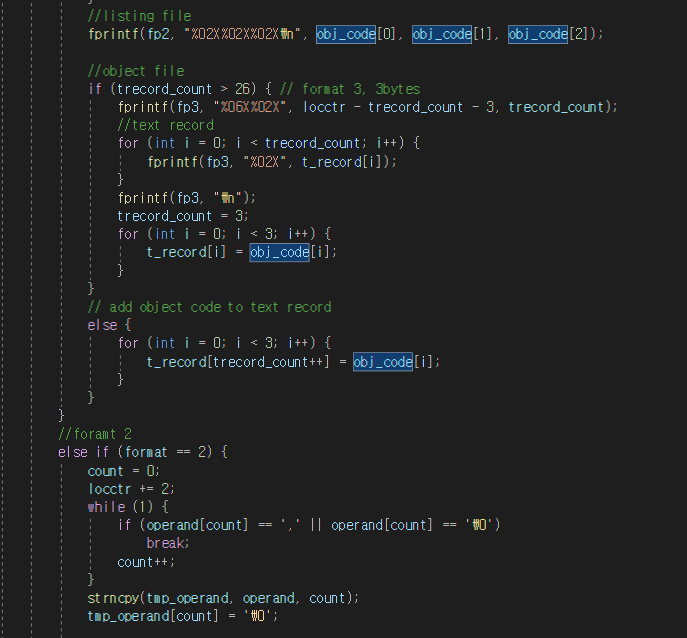 }
//listing file
fprintf(fp2, "%02X%02X%02X₩n", obj_code[0], obj_code[1], obj_code[2]);
//object file
if (trecord_count > 26) { // format 3, 3bytes
fprintf(fp3, "%06X%02X", locctr - trecord_count - 3, trecord_count);
//text record
for (int i = 0; i < trecord_count; i++) {
fprintf(fp3, "%02X", t_record[i]);
}
fprintf(fp3, "₩n");
trecord_count = 3;
for (int i = 0; i < 3; i++) {
t_record[i] = obj_code[i];
}
}
// add object code to text record
else {
for (int i = 0; i < 3; i++) {
t_record[trecord_count++] = obj_code[i];
}
}
}
//foramt 2
else if (format == 2) {
count = 0;
locctr += 2;
while (1) {
if (operand[count] == ',' || operand[count] == '₩0')
break;
count++;
}
strncpy(tmp_operand, operand, count);
tmp_operand[count] = '₩0';